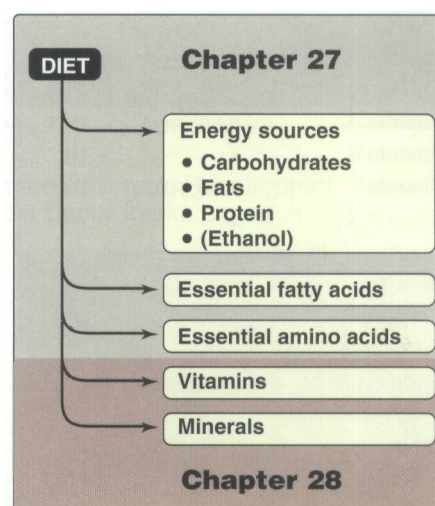 Chapter 27
DIET
Energy sources
• Carbohydrates
• Fats
• Protein
• (Ethanol)
Essential fatty acids
Essential amino acids
Vitamins
Minerals
Chapter 28